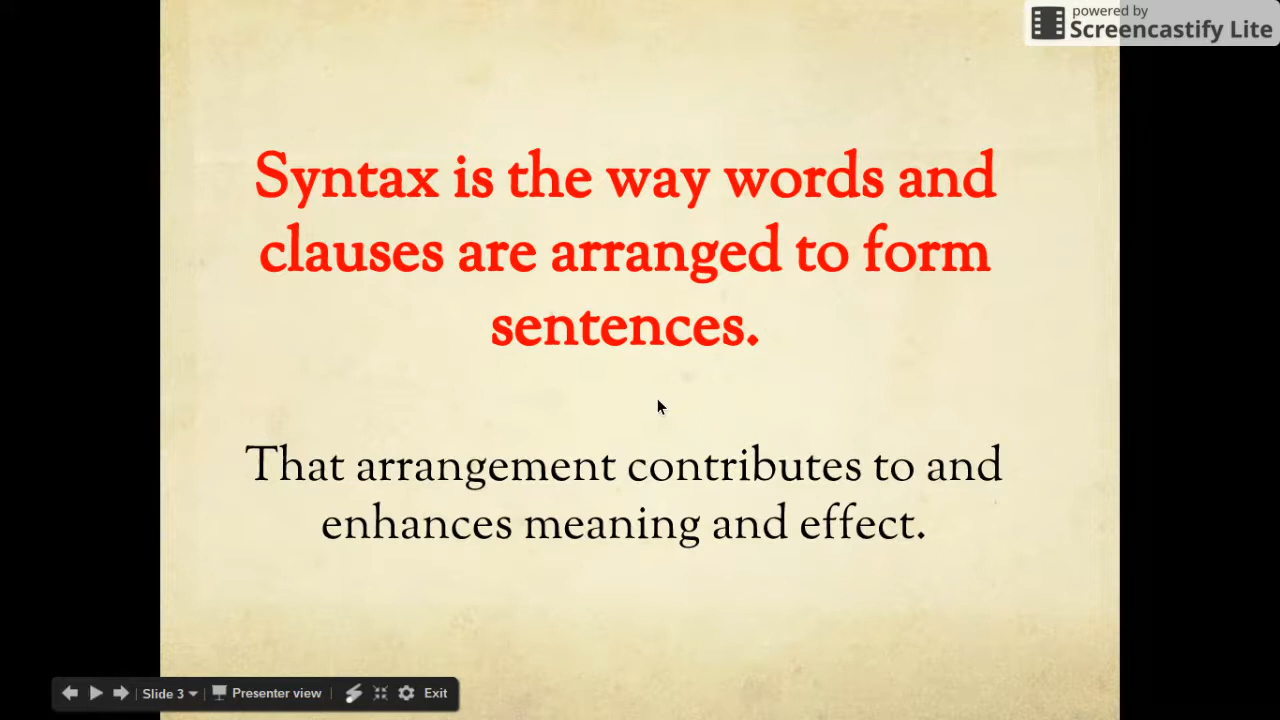 powered by
Screencastify Lite
Syntax is the way words and
clauses are arranged to form
sentences.
That arrangement contributes to and
enhances meaning and effect.
Slide 3 Presenter view Exit